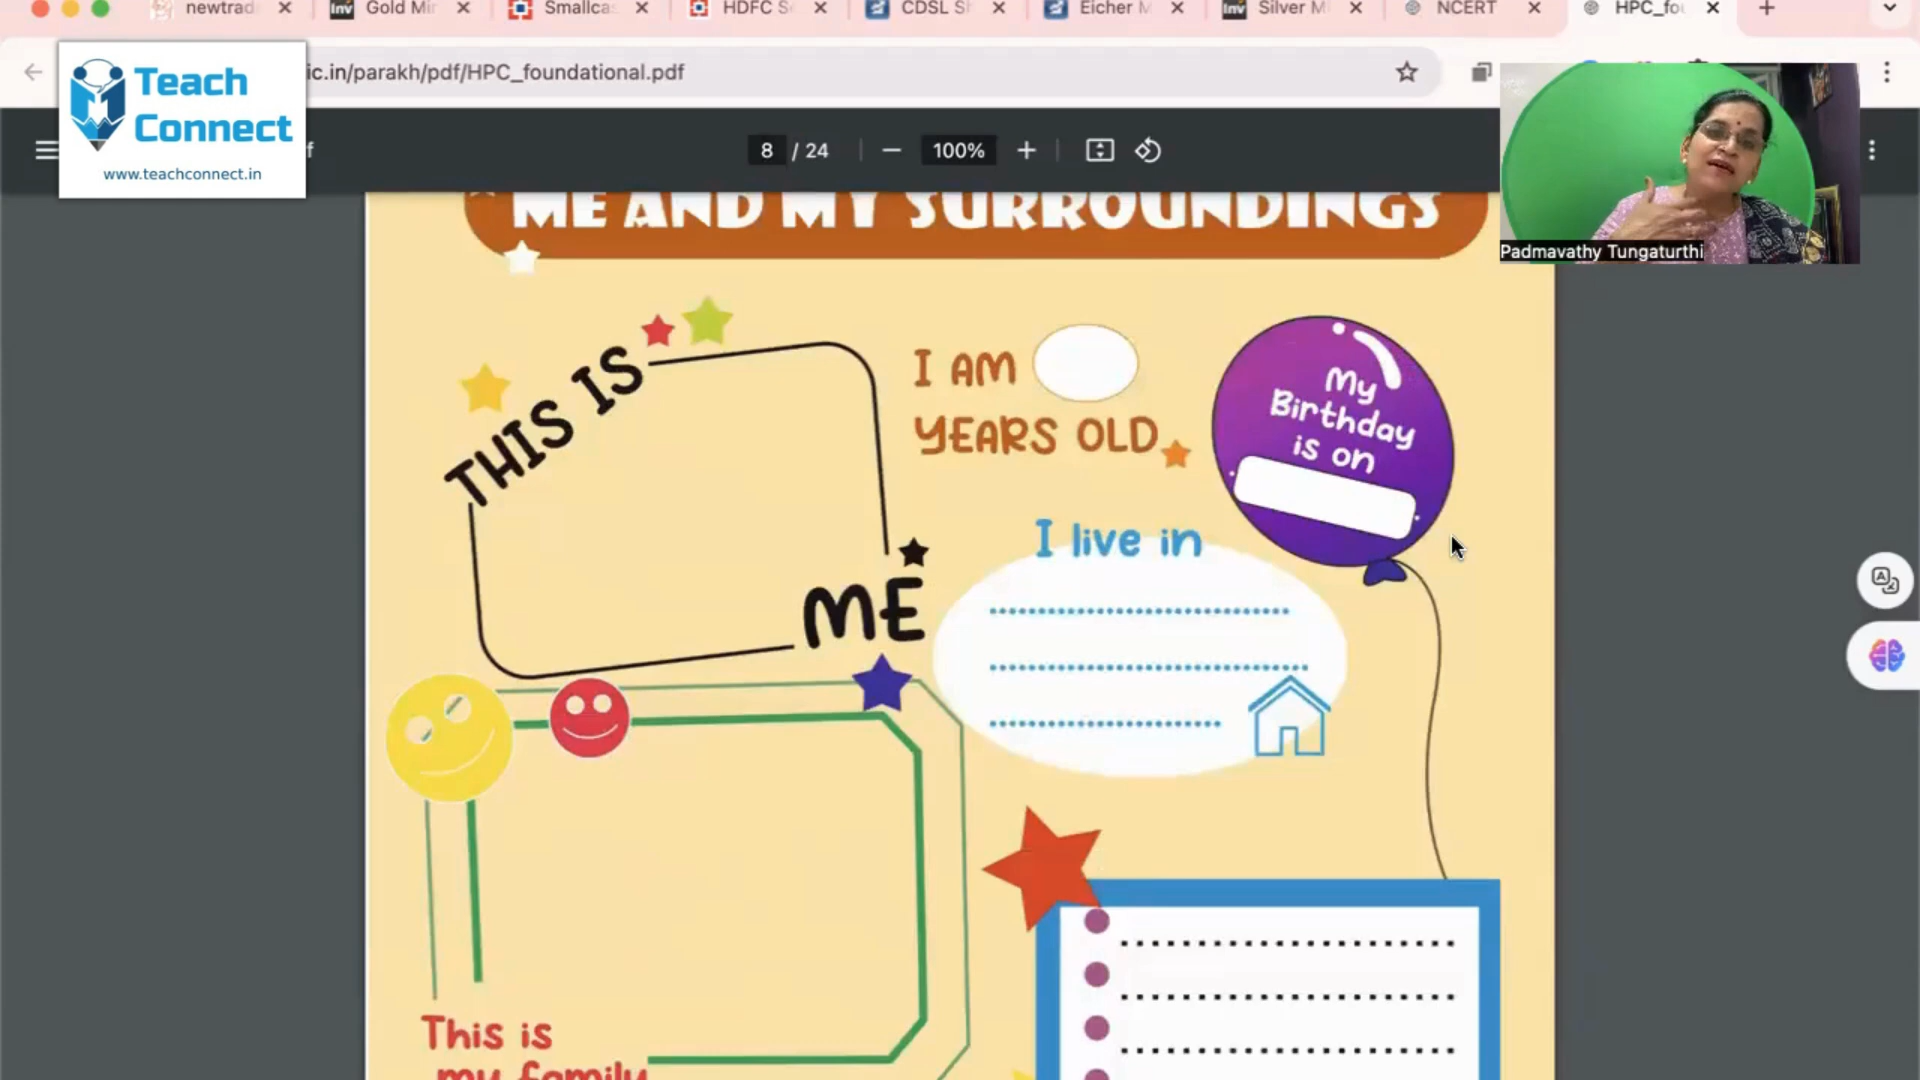 newtrad
Gold Mi
Smallca
HDFC S
CDSL S
Eicher M
Silver M
NCERT
HPC_fo
Teach
Connect
www.teachconnect.in
ic.in/parakh/pdf/HPC_foundational.pdf
f
8 / 24
100%
Padmavathy Tungaturthi
ME AND MY SURROUNDINGS
THIS IS
ME
I AM
YEARS OLD
My
Birthday
is on
I live in
This is
my family